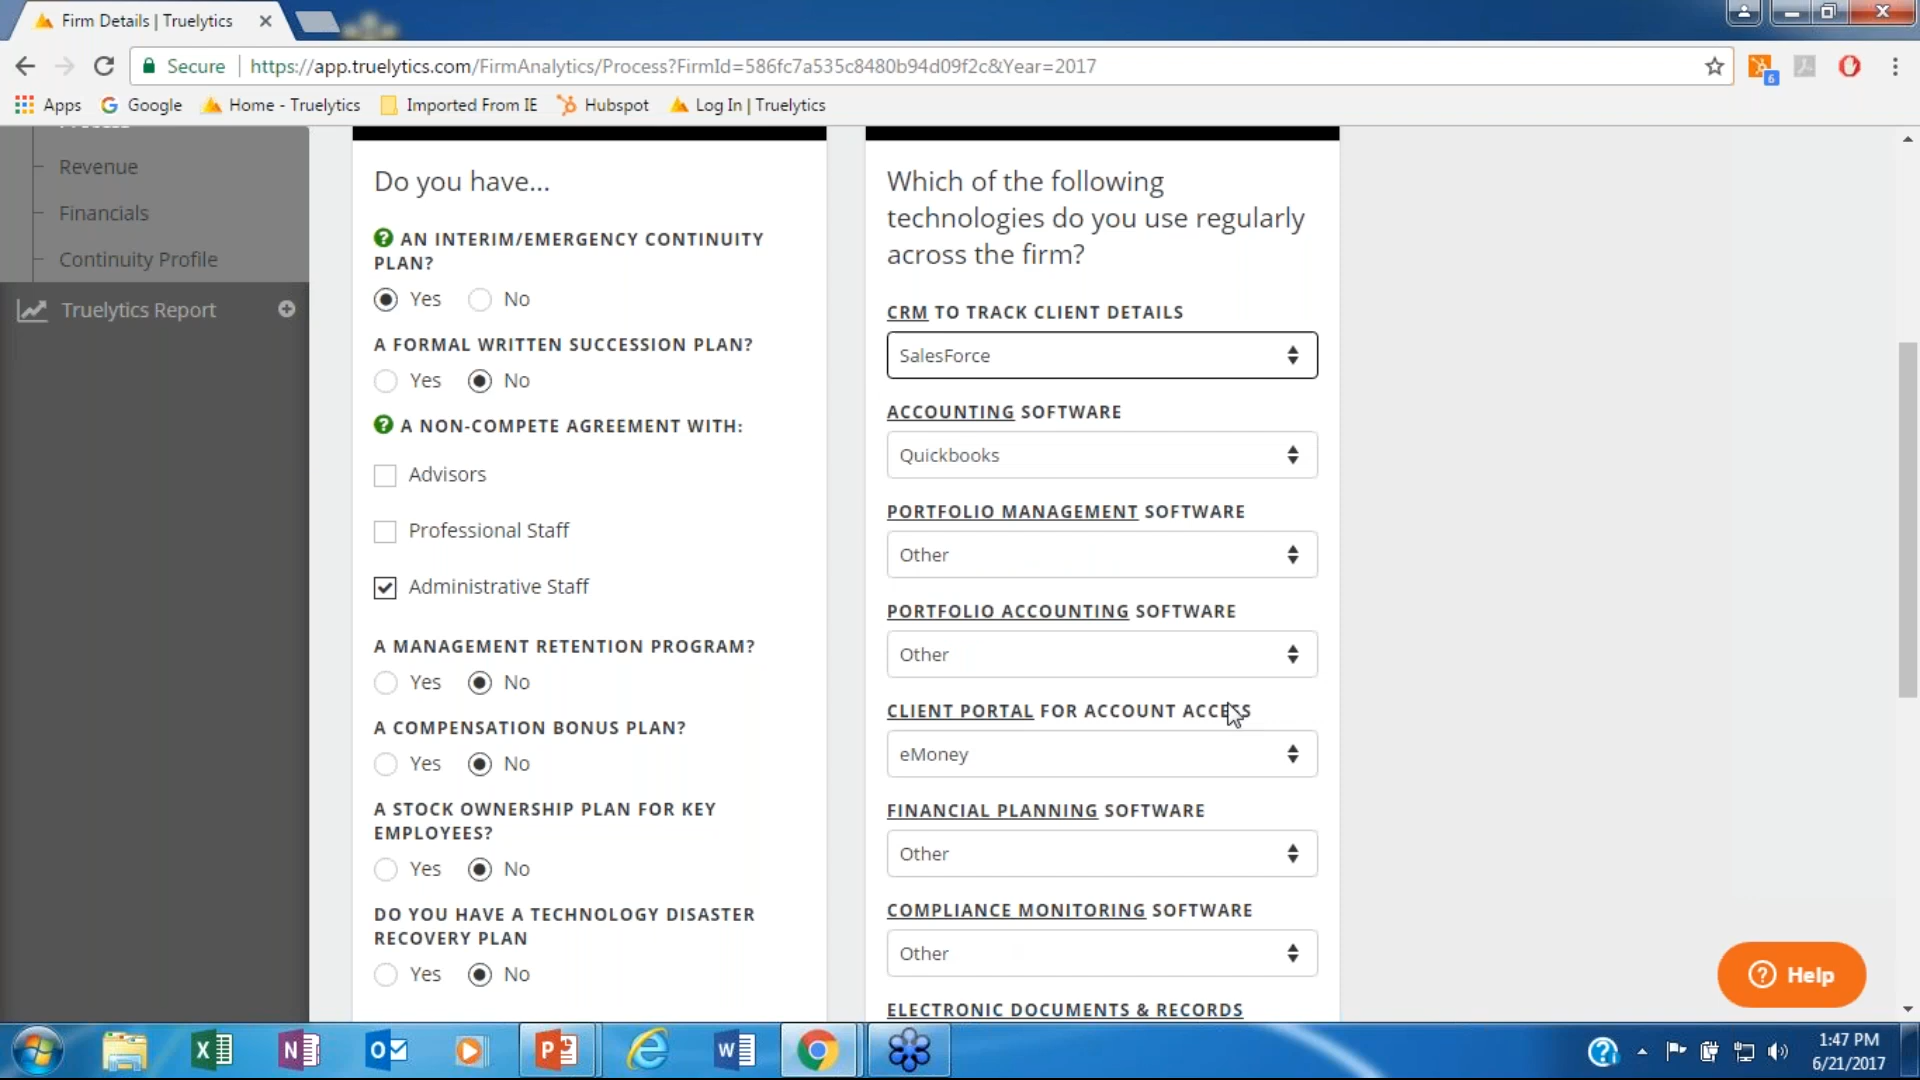 Firm Details | Truelytics
Secure
https://app.truelytics.com/FirmAnalytics/Process?FirmId=586fc7a535c8480b94d09f2c&Year=2017
6
Apps
Google
Home - Truelytics
Imported From IE
Hubspot
Log In | Truelytics
Process
Revenue
Financials
Continuity Profile
Truelytics Report
Do you have...
? AN INTERIM/EMERGENCY CONTINUITY
PLAN?
Yes No
A FORMAL WRITTEN SUCCESSION PLAN?
Yes No
? A NON-COMPETE AGREEMENT WITH:
Advisors
Professional Staff
Administrative Staff
A MANAGEMENT RETENTION PROGRAM?
Yes No
A COMPENSATION BONUS PLAN?
Yes No
A STOCK OWNERSHIP PLAN FOR KEY
EMPLOYEES?
Yes No
DO YOU HAVE A TECHNOLOGY DISASTER
RECOVERY PLAN
Yes No
Which of the following
technologies do you use regularly
across the firm?
CRM TO TRACK CLIENT DETAILS
SalesForce
ACCOUNTING SOFTWARE
Quickbooks
PORTFOLIO MANAGEMENT SOFTWARE
Other
PORTFOLIO ACCOUNTING SOFTWARE
Other
CLIENT PORTAL FOR ACCOUNT ACCESS
eMoney
FINANCIAL PLANNING SOFTWARE
Other
COMPLIANCE MONITORING SOFTWARE
Other
ELECTRONIC DOCUMENTS & RECORDS
? Help
1:47 PM
6/21/2017